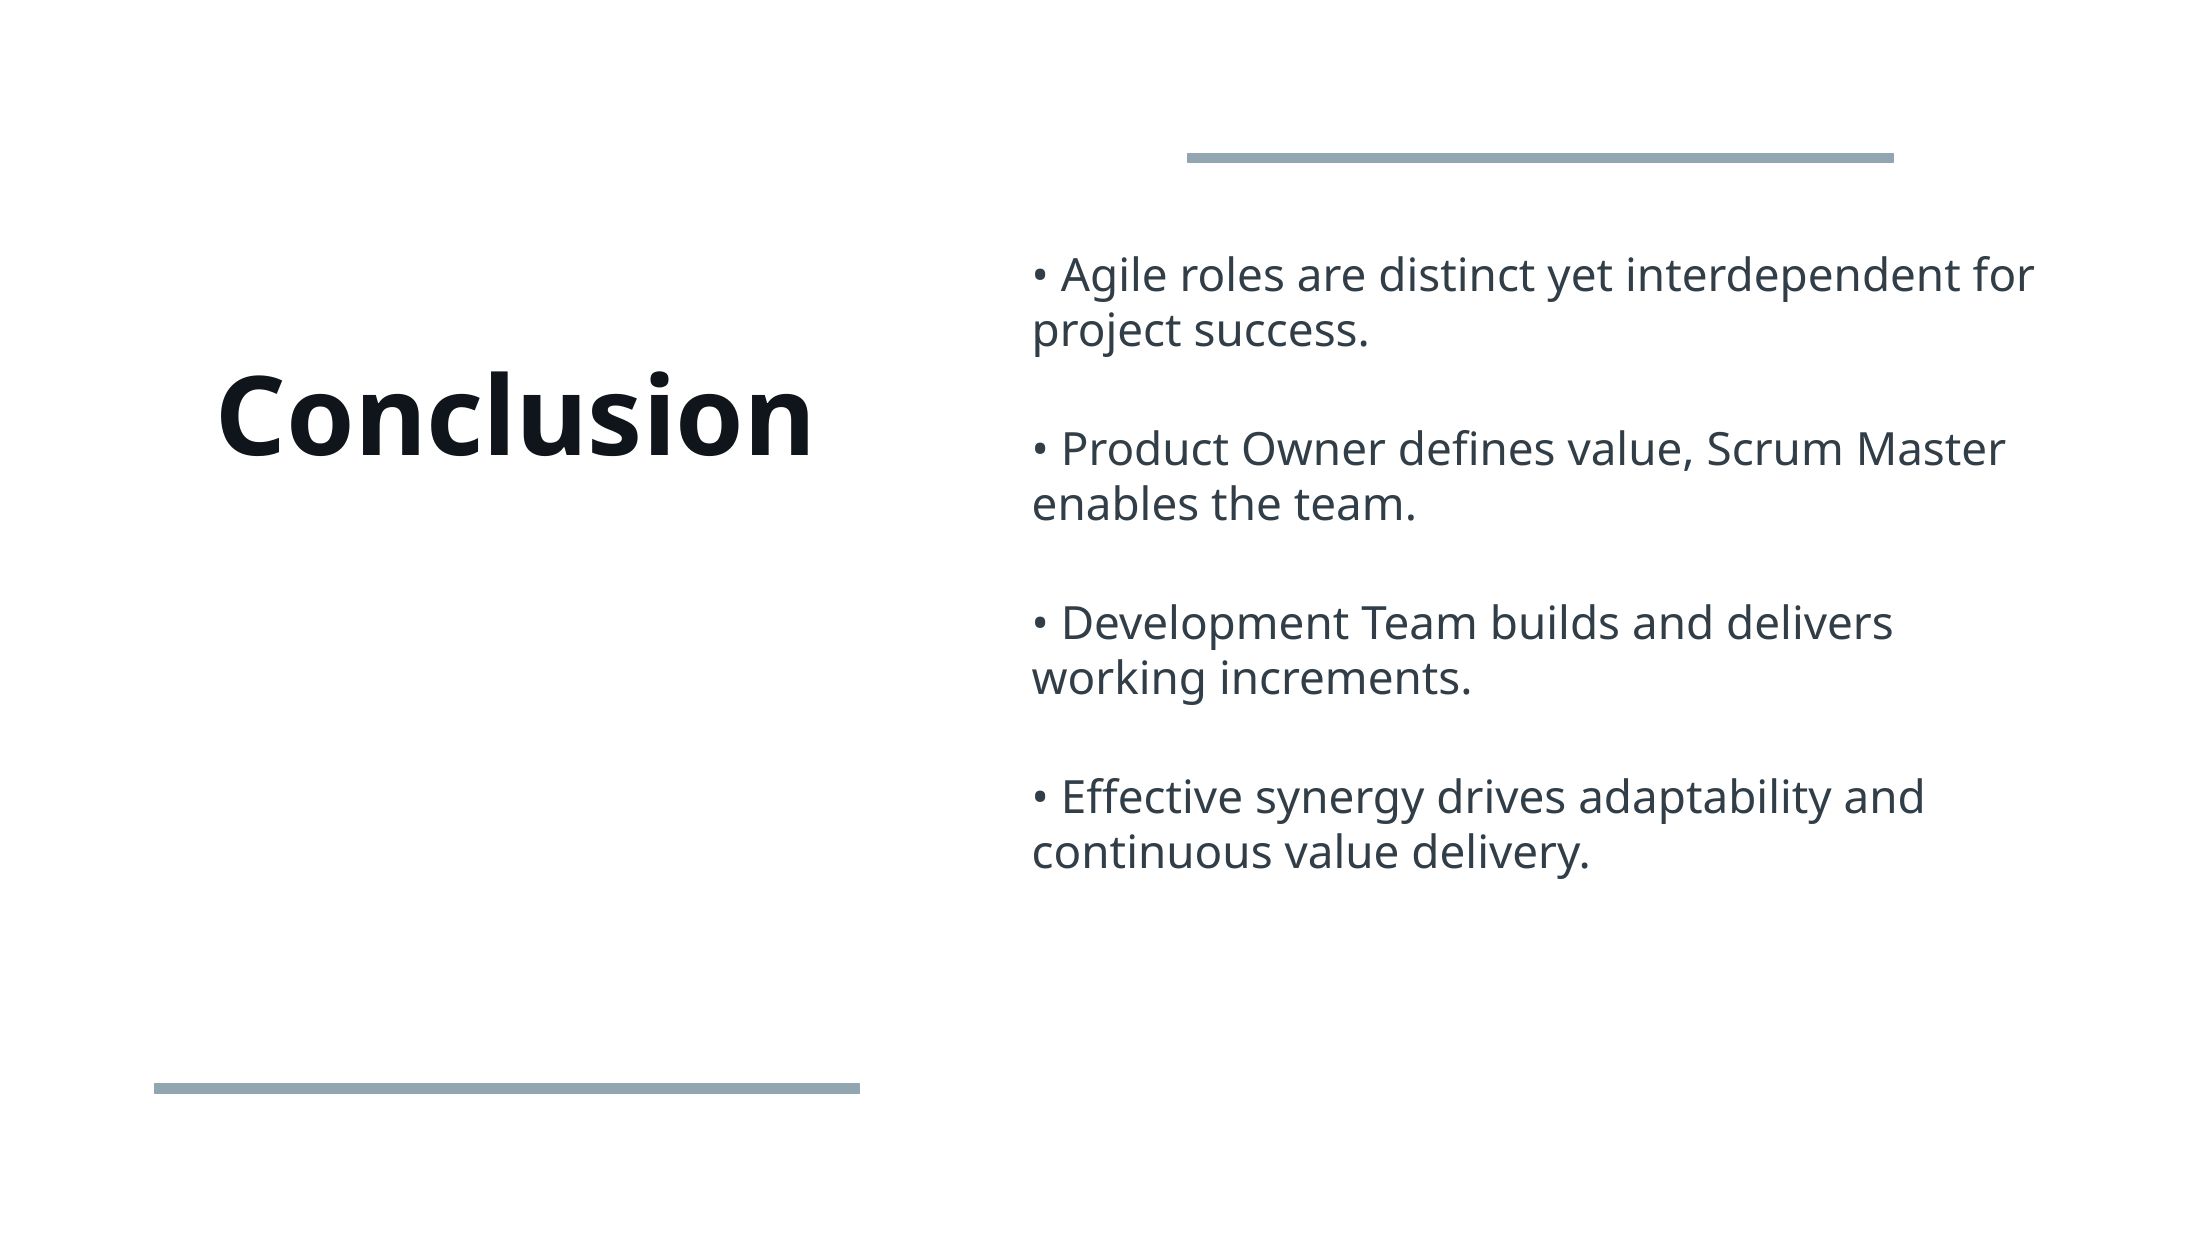 Conclusion
• Agile roles are distinct yet interdependent for
project success.
• Product Owner defines value, Scrum Master
enables the team.
• Development Team builds and delivers
working increments.
• Effective synergy drives adaptability and
continuous value delivery.